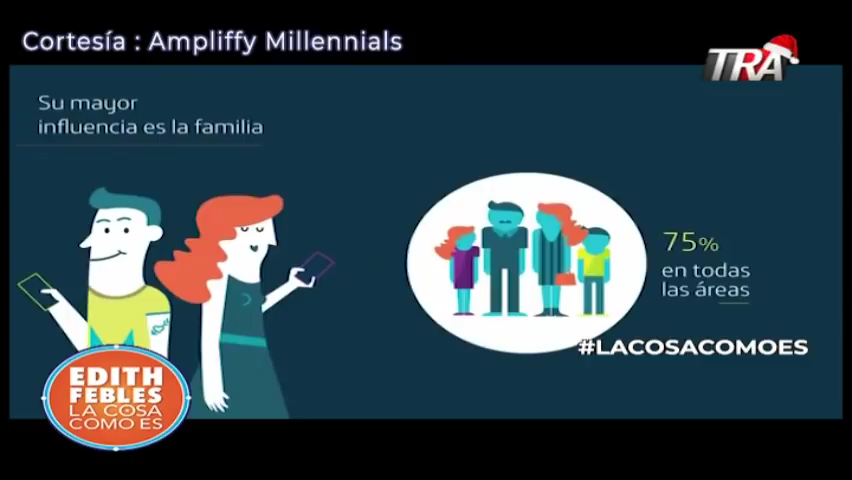 Cortesía : Ampliffy Millennials
TRA
Su mayor
influencia es la familia
75%
en todas
las áreas
#LACOSACOMOES
EDITH
FEBLES
LA COSA
COMO ES